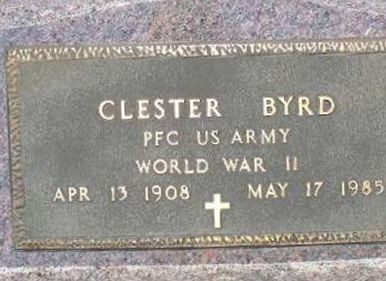 CLESTER BYRD
PFC US ARMY
WORLD WAR II
APR 13 1908 MAY 17 1985